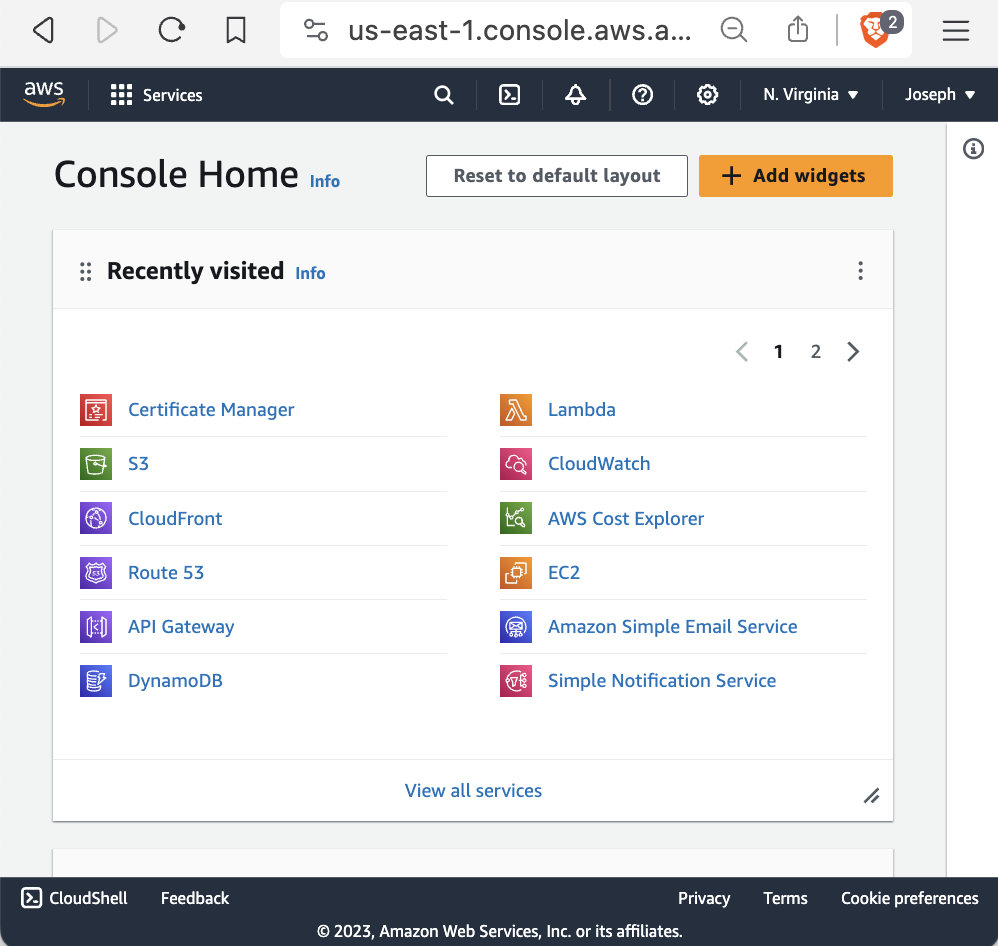 us-east-1.console.aws.a...
2
aws
Services
N. Virginia
Joseph
Console Home Info
Reset to default layout
Add widgets
Recently visited Info
1 2
Certificate Manager
Lambda
S3
CloudWatch
CloudFront
AWS Cost Explorer
53
Route 53
EC2
API Gateway
Amazon Simple Email Service
DynamoDB
Simple Notification Service
View all services
CloudShell
Feedback
Privacy
Terms
Cookie preferences
© 2023, Amazon Web Services, Inc. or its affiliates.